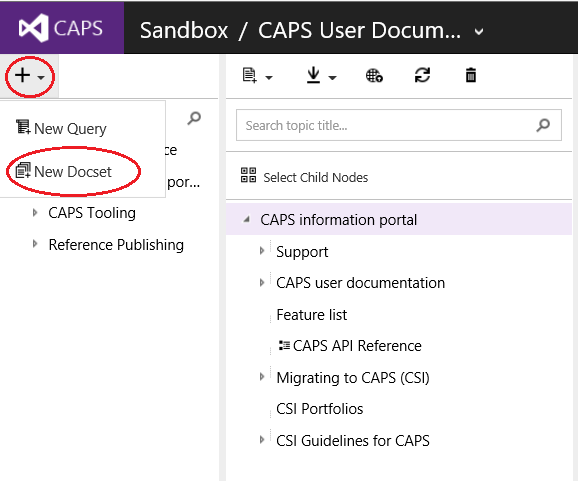 CAPS
Sandbox / CAPS User Docum...
New Query
ce
New Docset
por...
CAPS Tooling
Reference Publishing
Search topic title...
Select Child Nodes
CAPS information portal
Support
CAPS user documentation
Feature list
CAPS API Reference
Migrating to CAPS (CSI)
CSI Portfolios
CSI Guidelines for CAPS